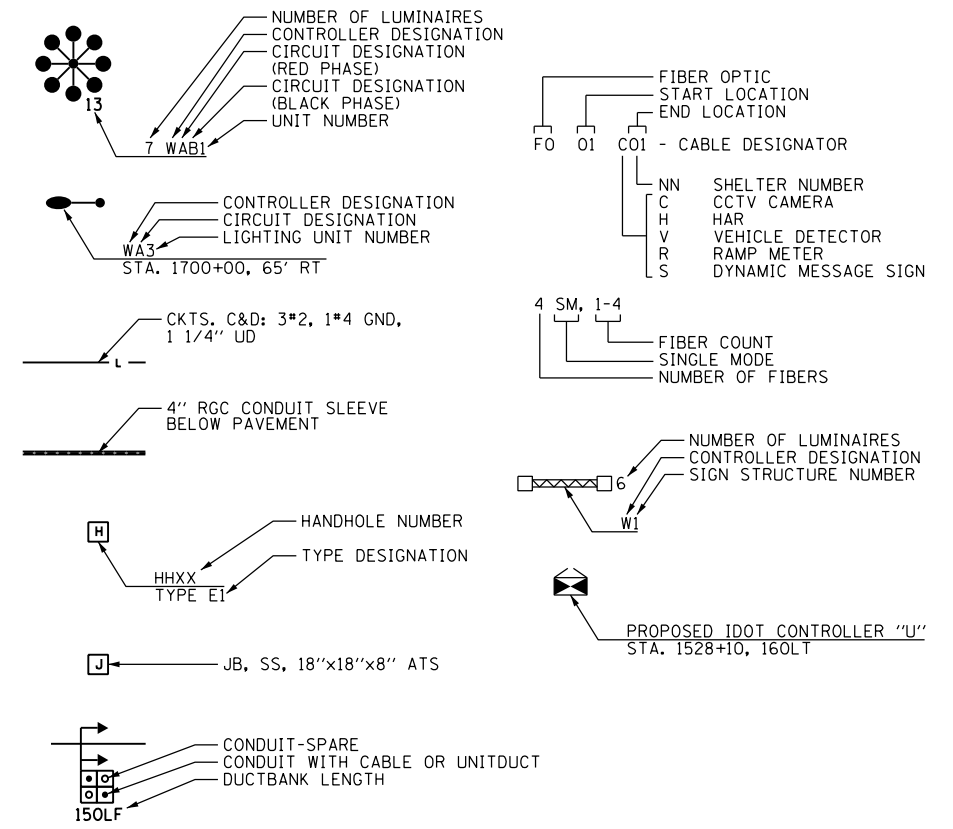 NUMBER OF LUMINAIRES
CONTROLLER DESIGNATION
CIRCUIT DESIGNATION
(RED PHASE)
CIRCUIT DESIGNATION
(BLACK PHASE)
UNIT NUMBER
13
7 WAB1
CONTROLLER DESIGNATION
CIRCUIT DESIGNATION
LIGHTING UNIT NUMBER
WA3
STA. 1700+00, 65' RT
CKTS. C&D: 3#2, 1#4 GND,
1 1/4'' UD
L
4'' RGC CONDUIT SLEEVE
BELOW PAVEMENT
HANDHOLE NUMBER
H
TYPE DESIGNATION
HHXX
TYPE E1
J
JB, SS, 18''x18''x8'' ATS
CONDUIT-SPARE
CONDUIT WITH CABLE OR UNITDUCT
DUCTBANK LENGTH
150LF
FIBER OPTIC
START LOCATION
END LOCATION
FO 01 C01 - CABLE DESIGNATOR
NN SHELTER NUMBER
C CCTV CAMERA
H HAR
V VEHICLE DETECTOR
R RAMP METER
S DYNAMIC MESSAGE SIGN
4 SM, 1-4
FIBER COUNT
SINGLE MODE
NUMBER OF FIBERS
NUMBER OF LUMINAIRES
CONTROLLER DESIGNATION
SIGN STRUCTURE NUMBER
6
W1
PROPOSED IDOT CONTROLLER "U"
STA. 1528+10, 160LT